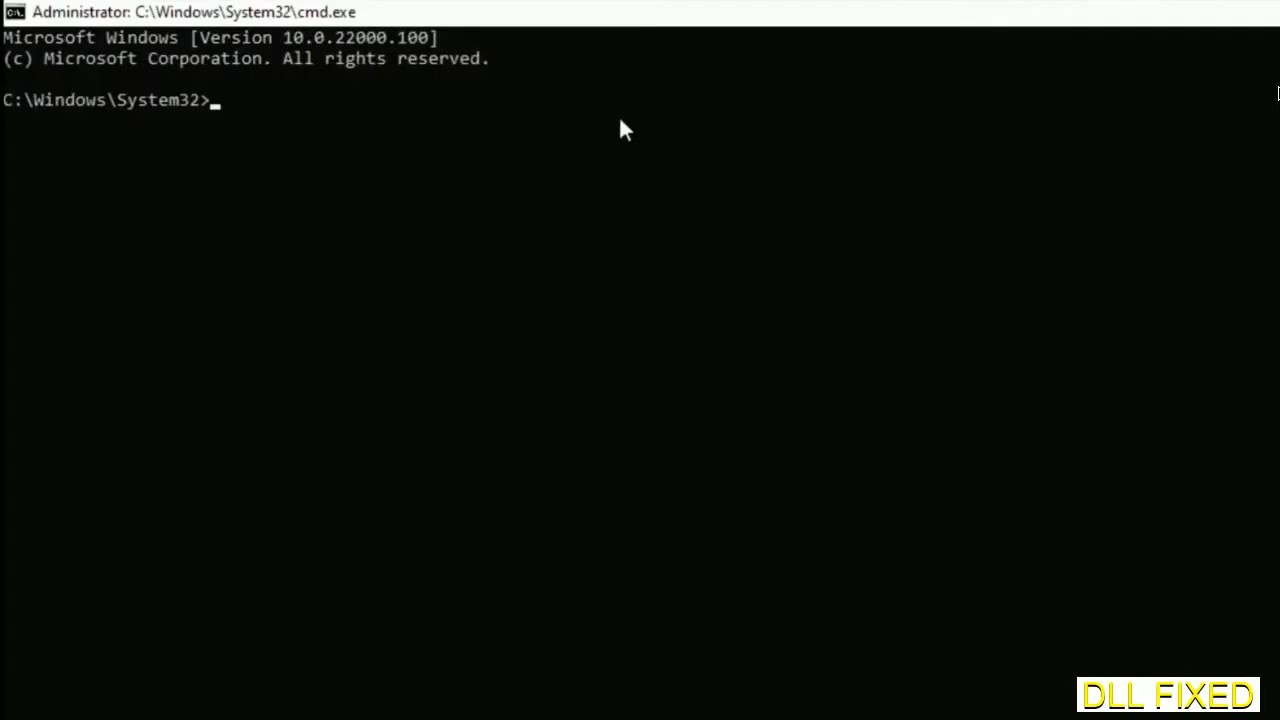 Administrator: C:\Windows\System32\cmd.exe
Microsoft Windows [Version 10.0.22000.100]
(c) Microsoft Corporation. All rights reserved.
C:\Windows\System32>
DLL FIXED